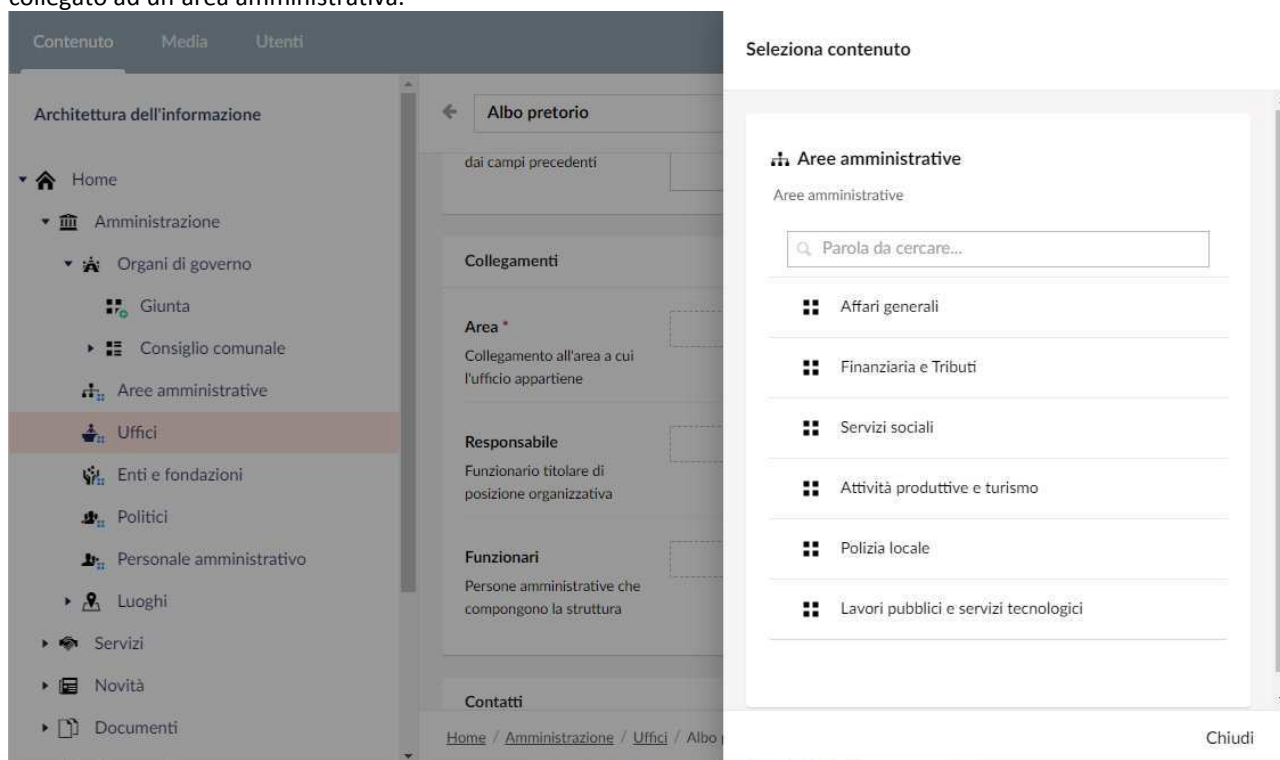 collegato ad un'area amministrativa.
Contenuto Media Utenti
Architettura dell'informazione
Home
Amministrazione
Organi di governo
Giunta
Consiglio comunale
Aree amministrative
Uffici
Enti e fondazioni
Politici
Personale amministrativo
Luoghi
Servizi
Novità
Documenti
Albo pretorio
dai campi precedenti
Collegamenti
Area *
Collegamento all'area a cui
l'ufficio appartiene
Responsabile
Funzionario titolare di
posizione organizzativa
Funzionari
Persone amministrative che
compongono la struttura
Contatti
Home / Amministrazione / Uffici / Albo
Seleziona contenuto
Aree amministrative
Aree amministrative
Parola da cercare...
Affari generali
Finanziaria e Tributi
Servizi sociali
Attività produttive e turismo
Polizia locale
Lavori pubblici e servizi tecnologici
Chiudi